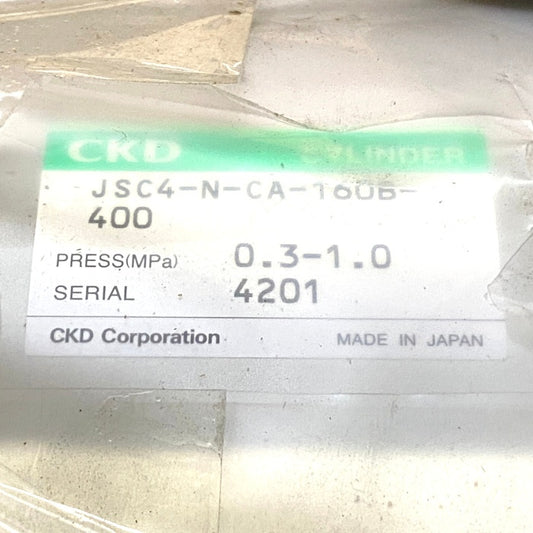 CKD CYLINDER
JSC4-N-CA-160B-
400
PRESS(MPa) 0.3-1.0
SERIAL 4201
CKD Corporation MADE IN JAPAN